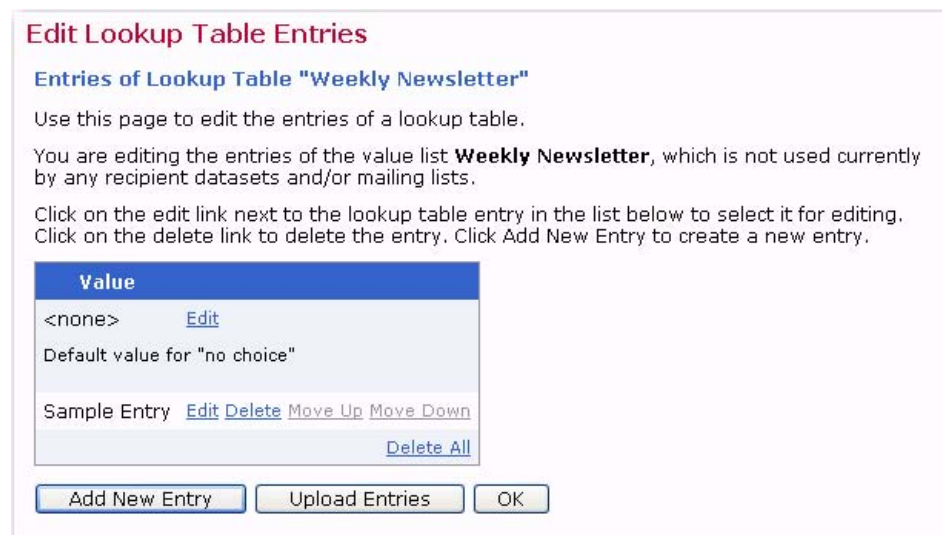 Edit Lookup Table Entries
Entries of Lookup Table "Weekly Newsletter"
Use this page to edit the entries of a lookup table.
You are editing the entries of the value list Weekly Newsletter, which is not used currently
by any recipient datasets and/or mailing lists.
Click on the edit link next to the lookup table entry in the list below to select it for editing.
Click on the delete link to delete the entry. Click Add New Entry to create a new entry.
Value
<none> Edit
Default value for "no choice"
Sample Entry Edit Delete Move Up Move Down
Delete All
Add New Entry Upload Entries OK